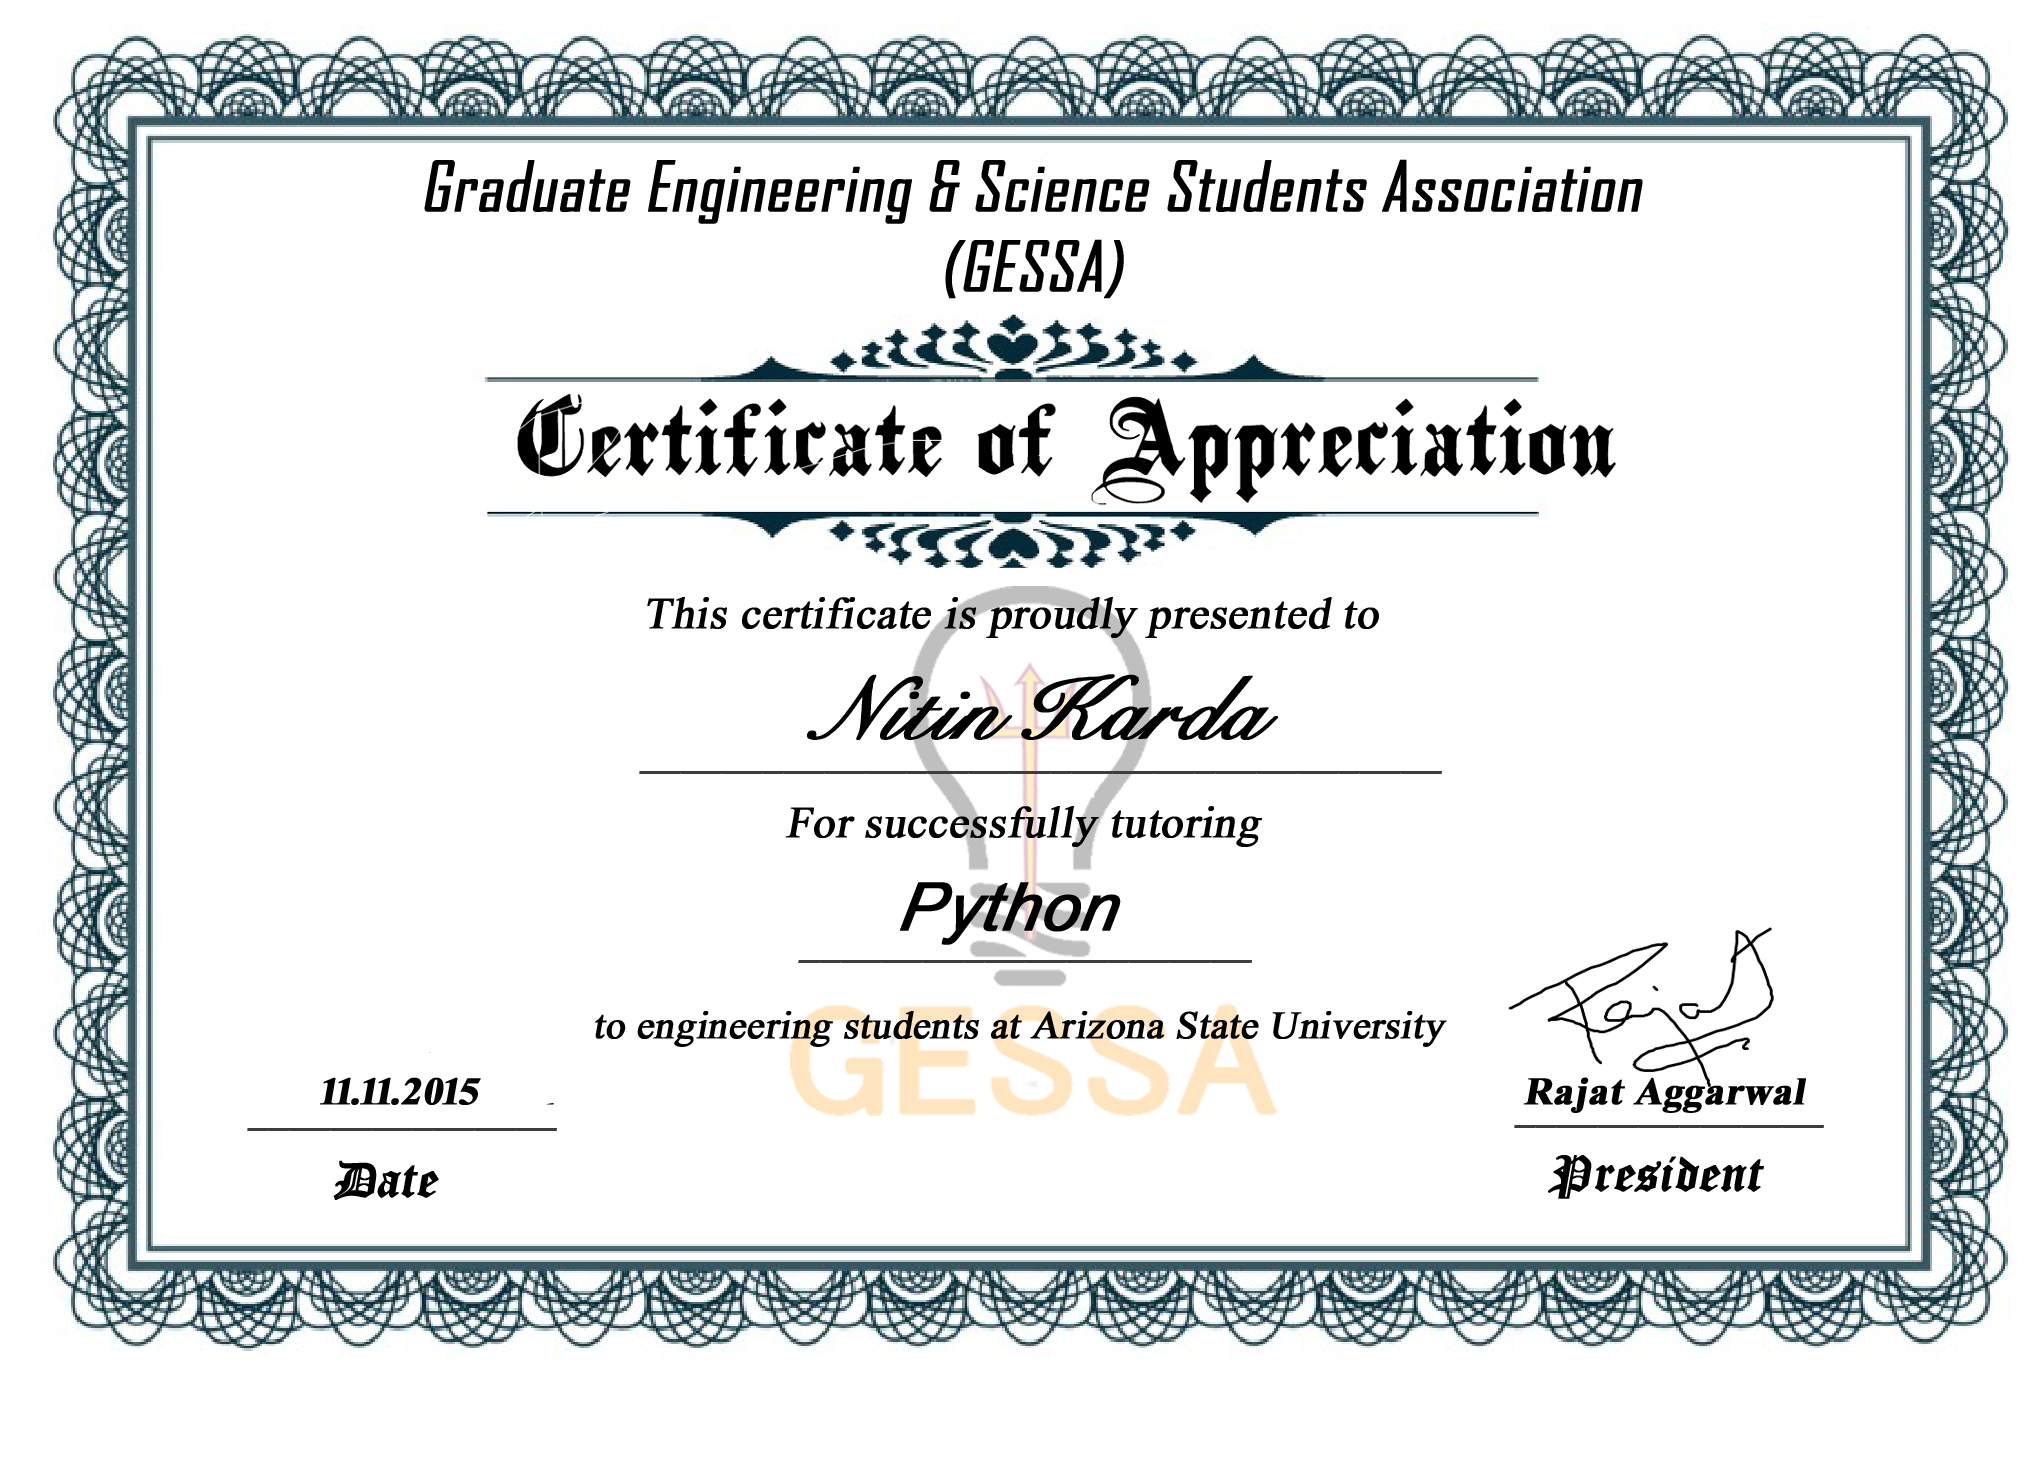 Graduate Engineering & Science Students Association
(GESSA)
Certificate of Appreciation
This certificate is proudly presented to
Nitin Karda
For successfully tutoring
Python
to engineering students at Arizona State University
GESSA
Rajat
11.11.2015
Rajat Aggarwal
Date
President